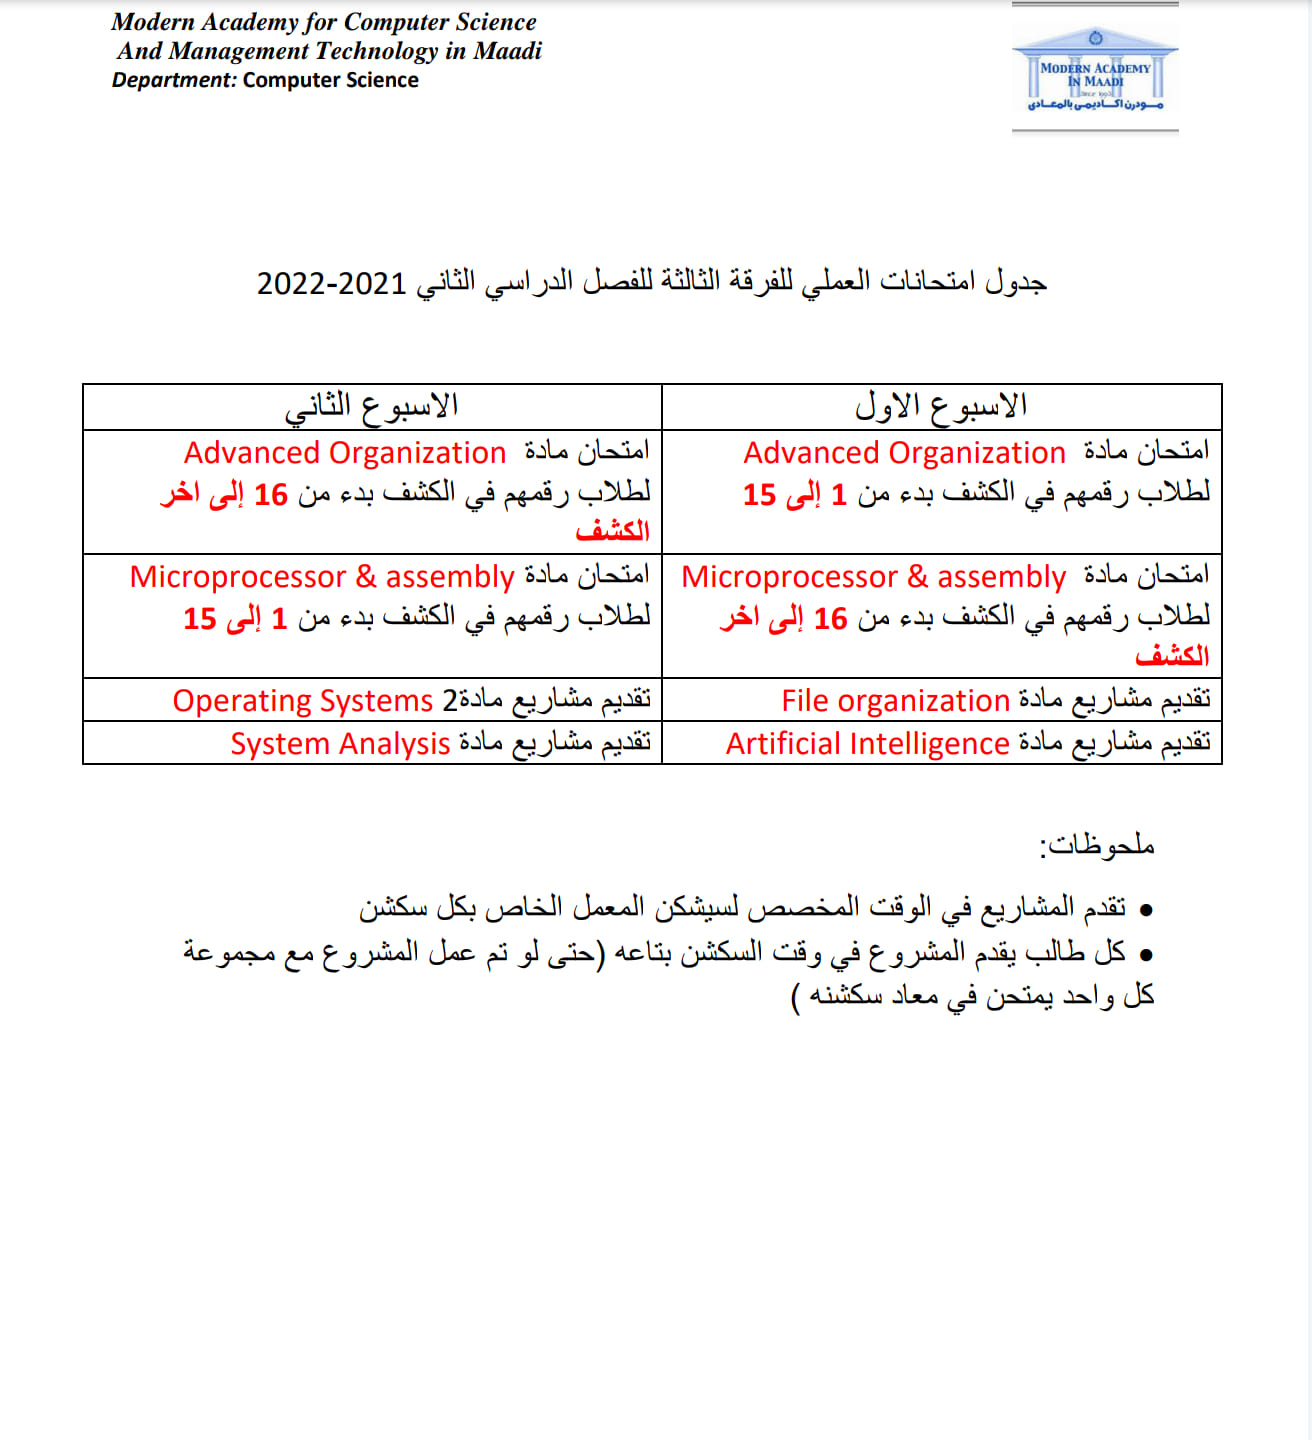 Modern Academy for Computer Science
And Management Technology in Maadi
Department: Computer Science
MODERN ACADEMY
IN MAADI
Since 1993
مودرن اكاديمى بالمعادى
جدول امتحانات العملي للفرقة الثالثة للفصل الدراسي الثاني 2021-2022
الاسبوع الاول
الاسبوع الثاني
امتحان مادة Advanced Organization
لطلاب رقمهم في الكشف بدء من 1 إلى 15
امتحان مادة Advanced Organization
لطلاب رقمهم في الكشف بدء من 16 إلى اخر
الكشف
امتحان مادة Microprocessor & assembly
لطلاب رقمهم في الكشف بدء من 16 إلى اخر
الكشف
امتحان مادة Microprocessor & assembly
لطلاب رقمهم في الكشف بدء من 1 إلى 15
تقديم مشاريع مادة File organization
تقديم مشاريع مادة2 Operating Systems
تقديم مشاريع مادة Artificial Intelligence
تقديم مشاريع مادة System Analysis
ملحوظات:
• تقدم المشاريع في الوقت المخصص لسيشكن المعمل الخاص بكل سكشن
• كل طالب يقدم المشروع في وقت السكشن بتاعه (حتى لو تم عمل المشروع مع مجموعة
كل واحد يمتحن في معاد سكشنه )